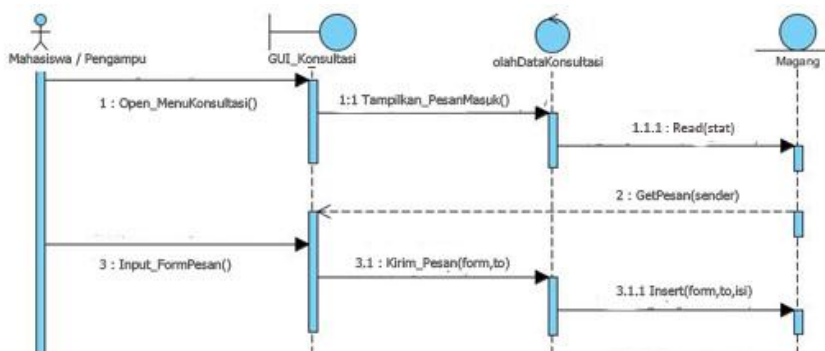 Mahasiswa / Pengampu
GUI_Konsultasi
olahDataKonsultasi
Magang
1 : Open_MenuKonsultasi()
1:1 Tampilkan_PesanMasuk()
1.1.1 : Read(stat)
2 : GetPesan(sender)
3 : Input_FormPesan()
3.1 : Kirim_Pesan(form,to)
3.1.1 Insert(form,to,isi)